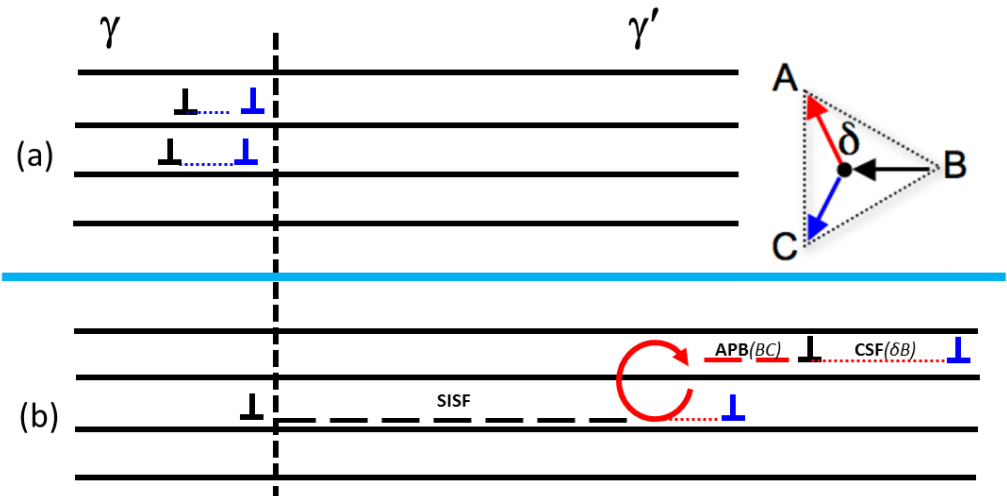 γ γ′
(a)
A
δ
B
C
APB(BC) CSF(δB)
SISF
(b)